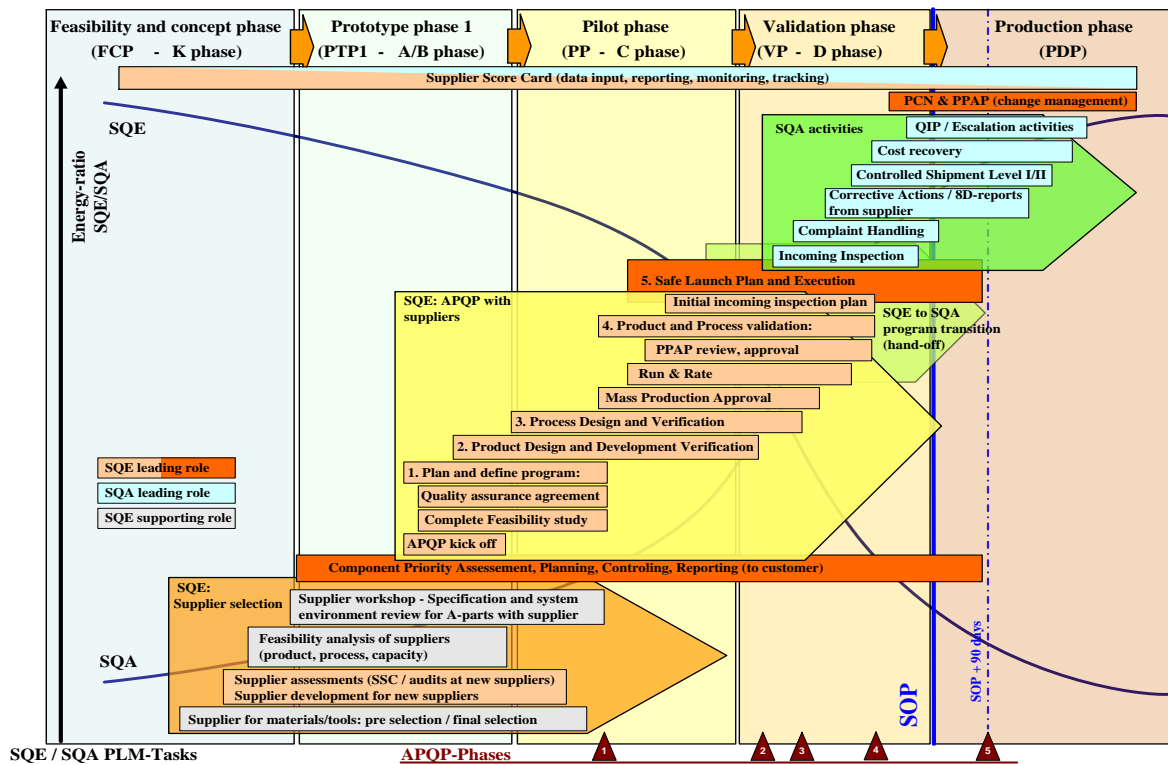 Feasibility and concept phase
(FCP - K phase)
Prototype phase 1
(PTP1 - A/B phase)
Pilot phase
(PP - C phase)
Validation phase
(VP - D phase)
Production phase
(PDP)
Supplier Score Card (data input, reporting, monitoring, tracking)
PCN & PPAP (change management)
SQE
Energy-ratio
SQE/SQA
SQA activities
QIP / Escalation activities
Cost recovery
Controlled Shipment Level I/II
Corrective Actions / 8D-reports
from supplier
Complaint Handling
Incoming Inspection
5. Safe Launch Plan and Execution
SQE: APQP with
suppliers
Initial incoming inspection plan
4. Product and Process validation:
SQE to SQA
program transition
(hand-off)
PPAP review, approval
Run & Rate
Mass Production Approval
3. Process Design and Verification
2. Product Design and Development Verification
1. Plan and define program:
Quality assurance agreement
Complete Feasibility study
APQP kick off
SQE leading role
SQA leading role
SQE supporting role
Component Priority Assessement, Planning, Controling, Reporting (to customer)
SQE:
Supplier selection
Supplier workshop - Specification and system
environment review for A-parts with supplier
Feasibility analysis of suppliers
(product, process, capacity)
SQA
Supplier assessments (SSC / audits at new suppliers)
Supplier development for new suppliers
Supplier for materials/tools: pre selection / final selection
SOP
SOP + 90 days
SQE / SQA PLM-Tasks
APQP-Phases
1
2
3
4
5